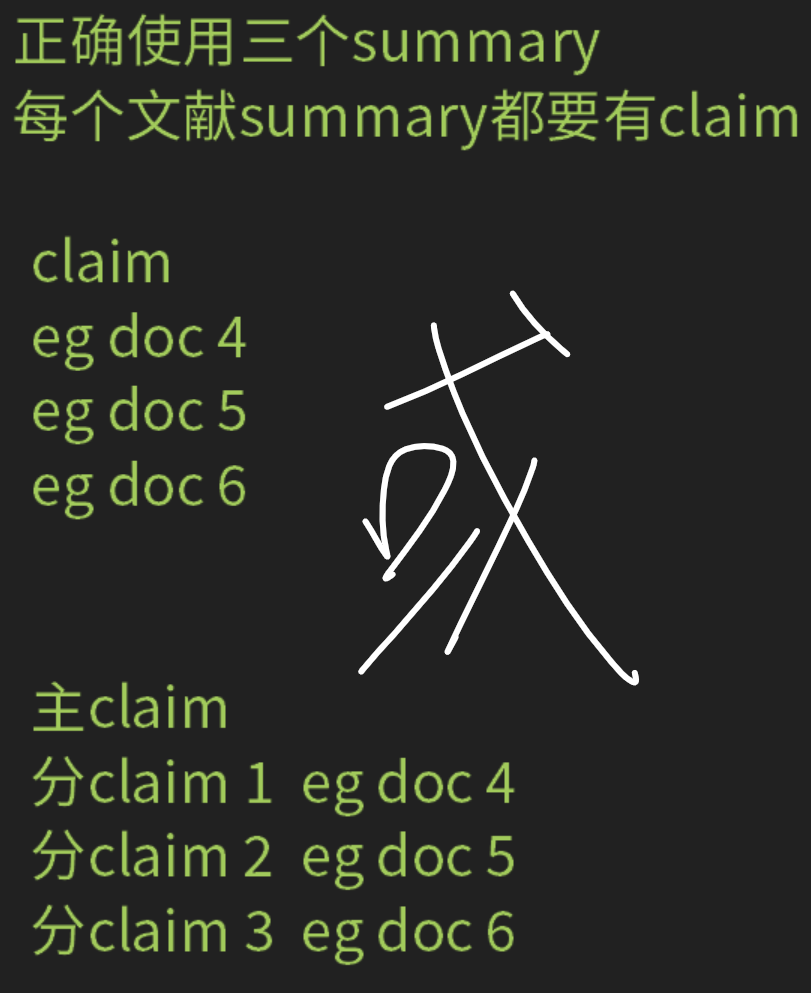 正确使用三个summary
每个文献summary都要有claim
claim
eg doc 4
eg doc 5
eg doc 6
或
主claim
分claim 1 eg doc 4
分claim 2 eg doc 5
分claim 3 eg doc 6